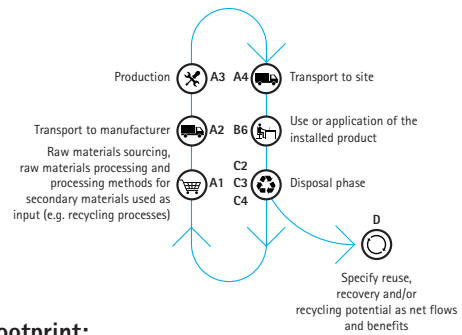 Production
A3
A4
Transport to site
Transport to manufacturer
A2
B6
Use or application of the
installed product
Raw materials sourcing,
raw materials processing and
processing methods for
secondary materials used as
input (e.g. recycling processes)
A1
C2
C3
C4
Disposal phase
D
Specify reuse,
recovery and/or
recycling potential as net flows
and benefits